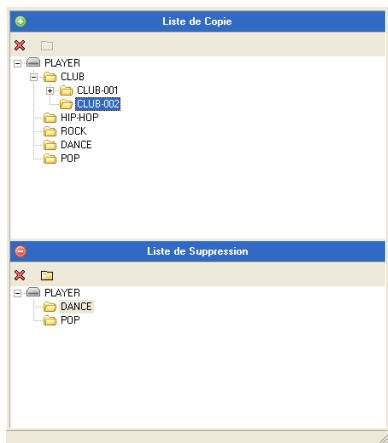 Liste de Copie
PLAYER
CLUB
CLUB-001
CLUB-002
HIP-HOP
ROCK
DANCE
POP
Liste de Suppression
PLAYER
DANCE
POP